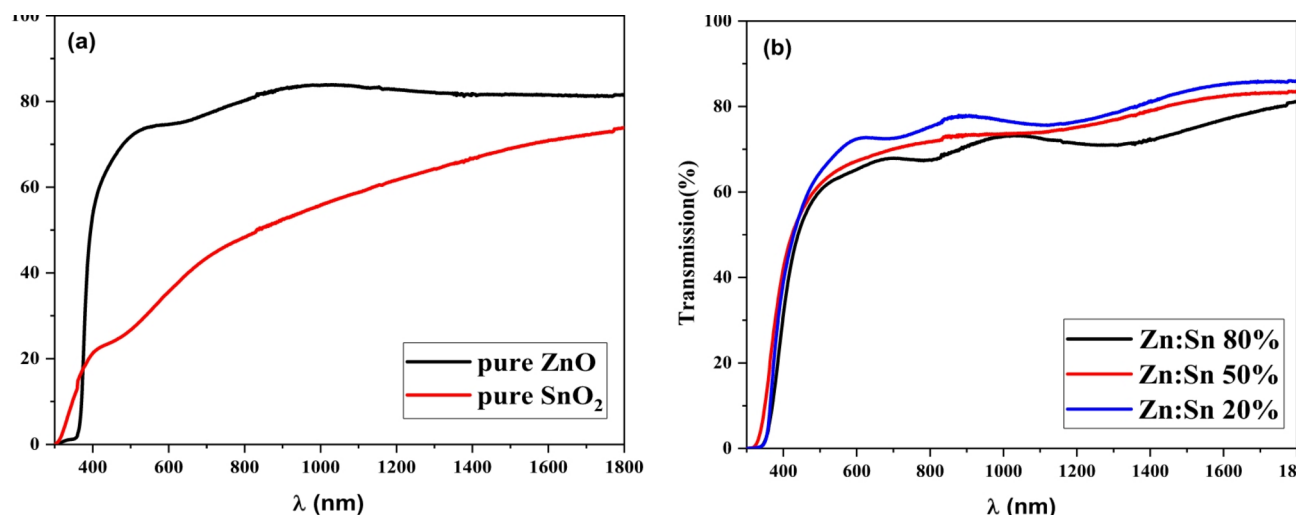 (a)
100
80
60
40
20
0
400 600 800 1000 1200 1400 1600 1800
λ (nm)
pure ZnO
pure SnO₂
(b)
Transmission(%)
100
80
60
40
20
0
400 600 800 1000 1200 1400 1600
λ (nm)
Zn:Sn 80%
Zn:Sn 50%
Zn:Sn 20%